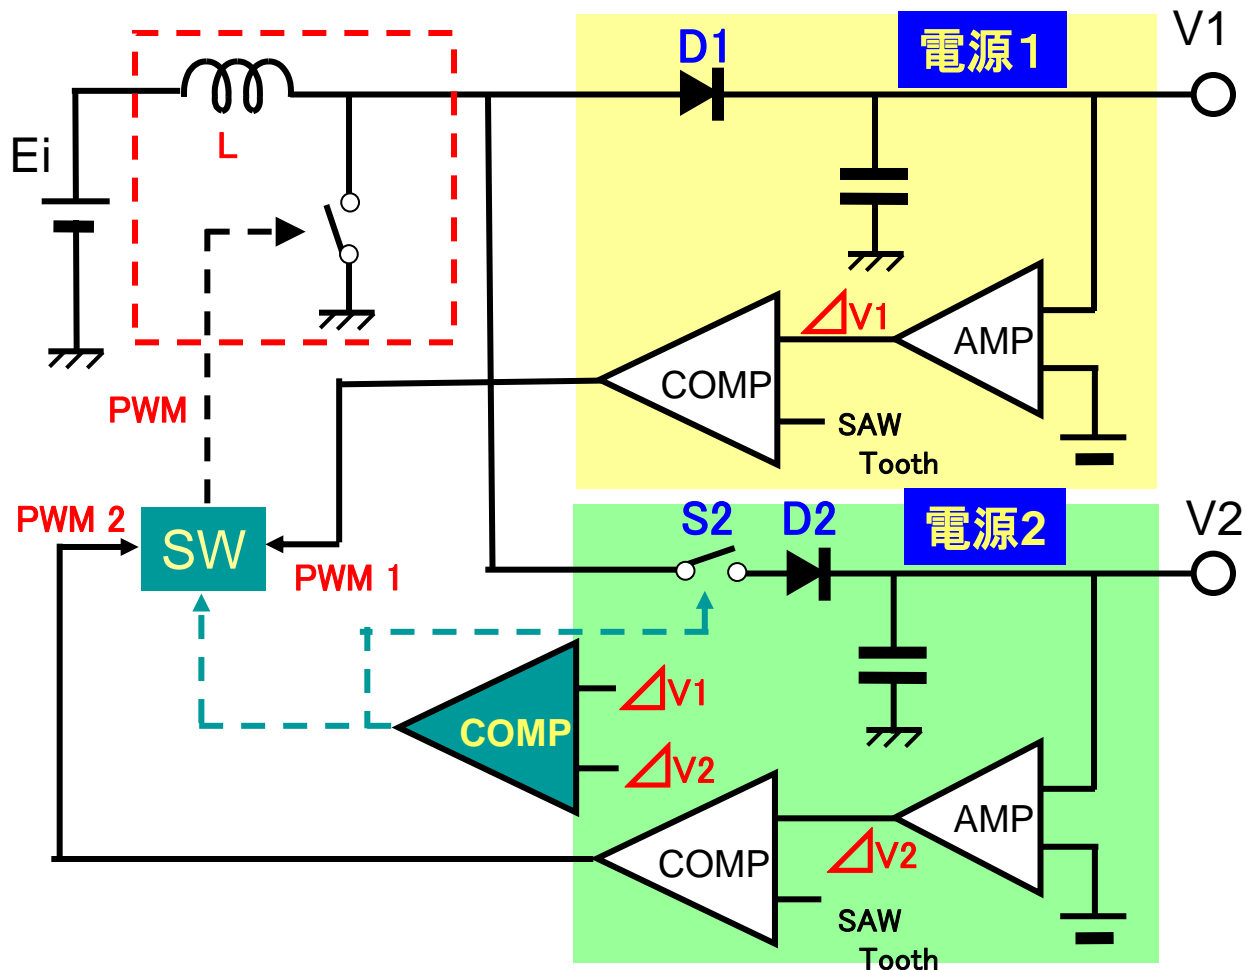 電源1
V1
D1
Ei
L
△V1
AMP
COMP
SAW
Tooth
PWM
PWM 2
SW
PWM 1
電源2
V2
S2
D2
△V1
COMP
△V2
AMP
COMP
△V2
SAW
Tooth